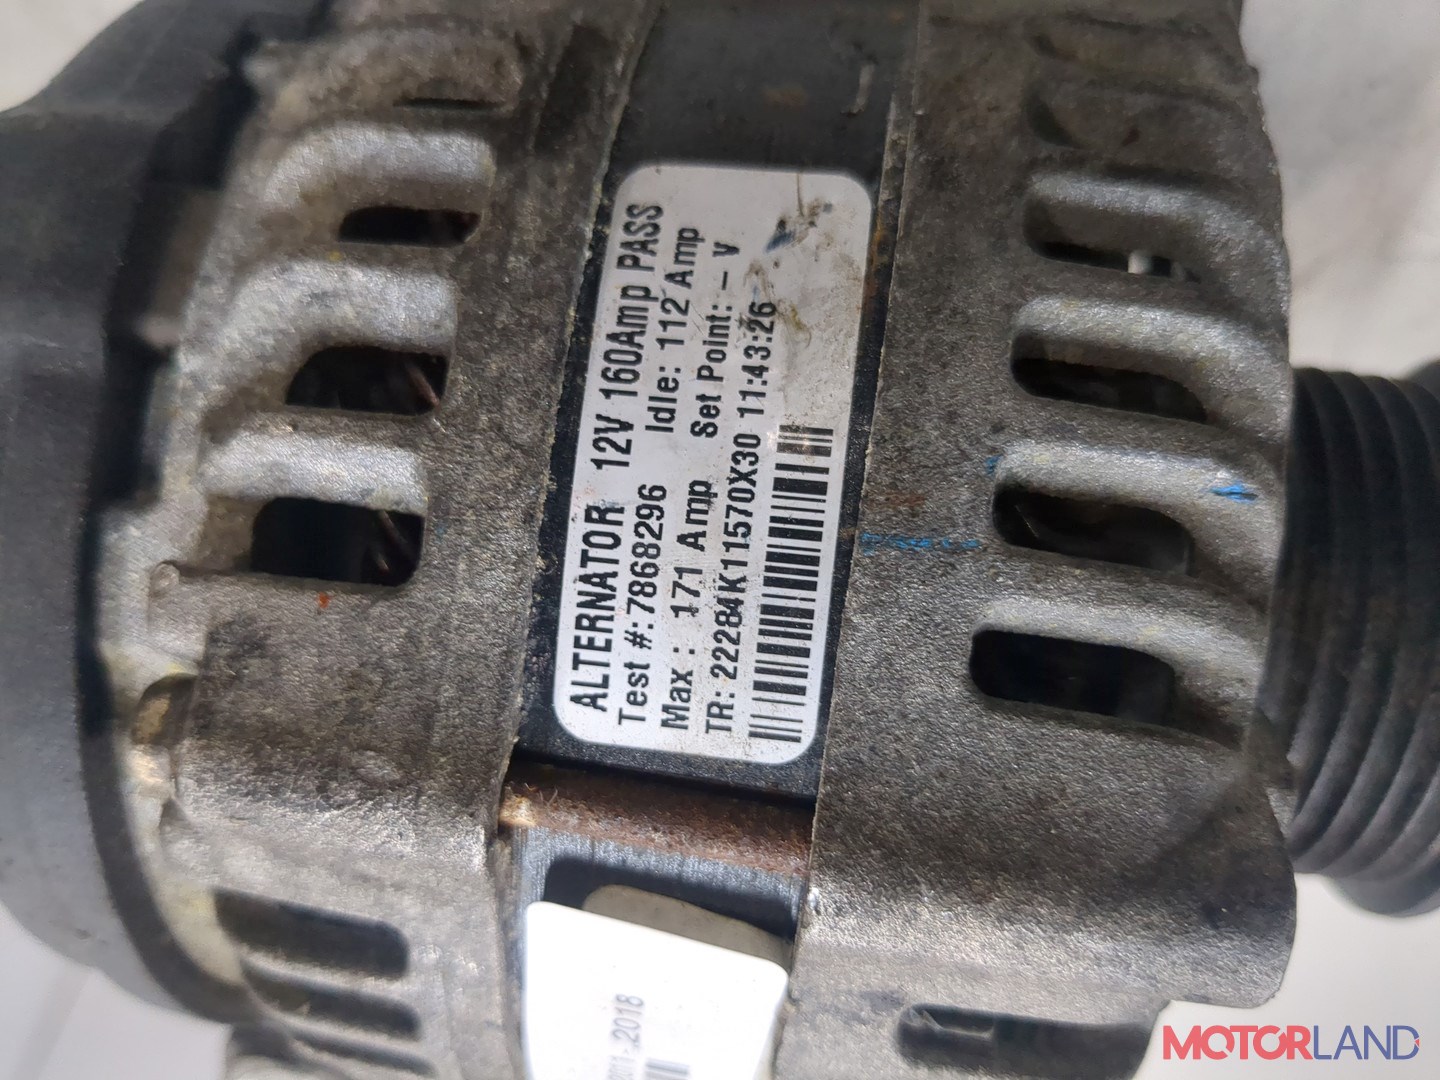 ALTERNATOR 12V 160Amp PASS
Test #: 7868296 Idle: 112 Amp
Max : 171 Amp Set Point: - V
TR: 22284K11570X30 11:43:26
-2018
MOTORLAND